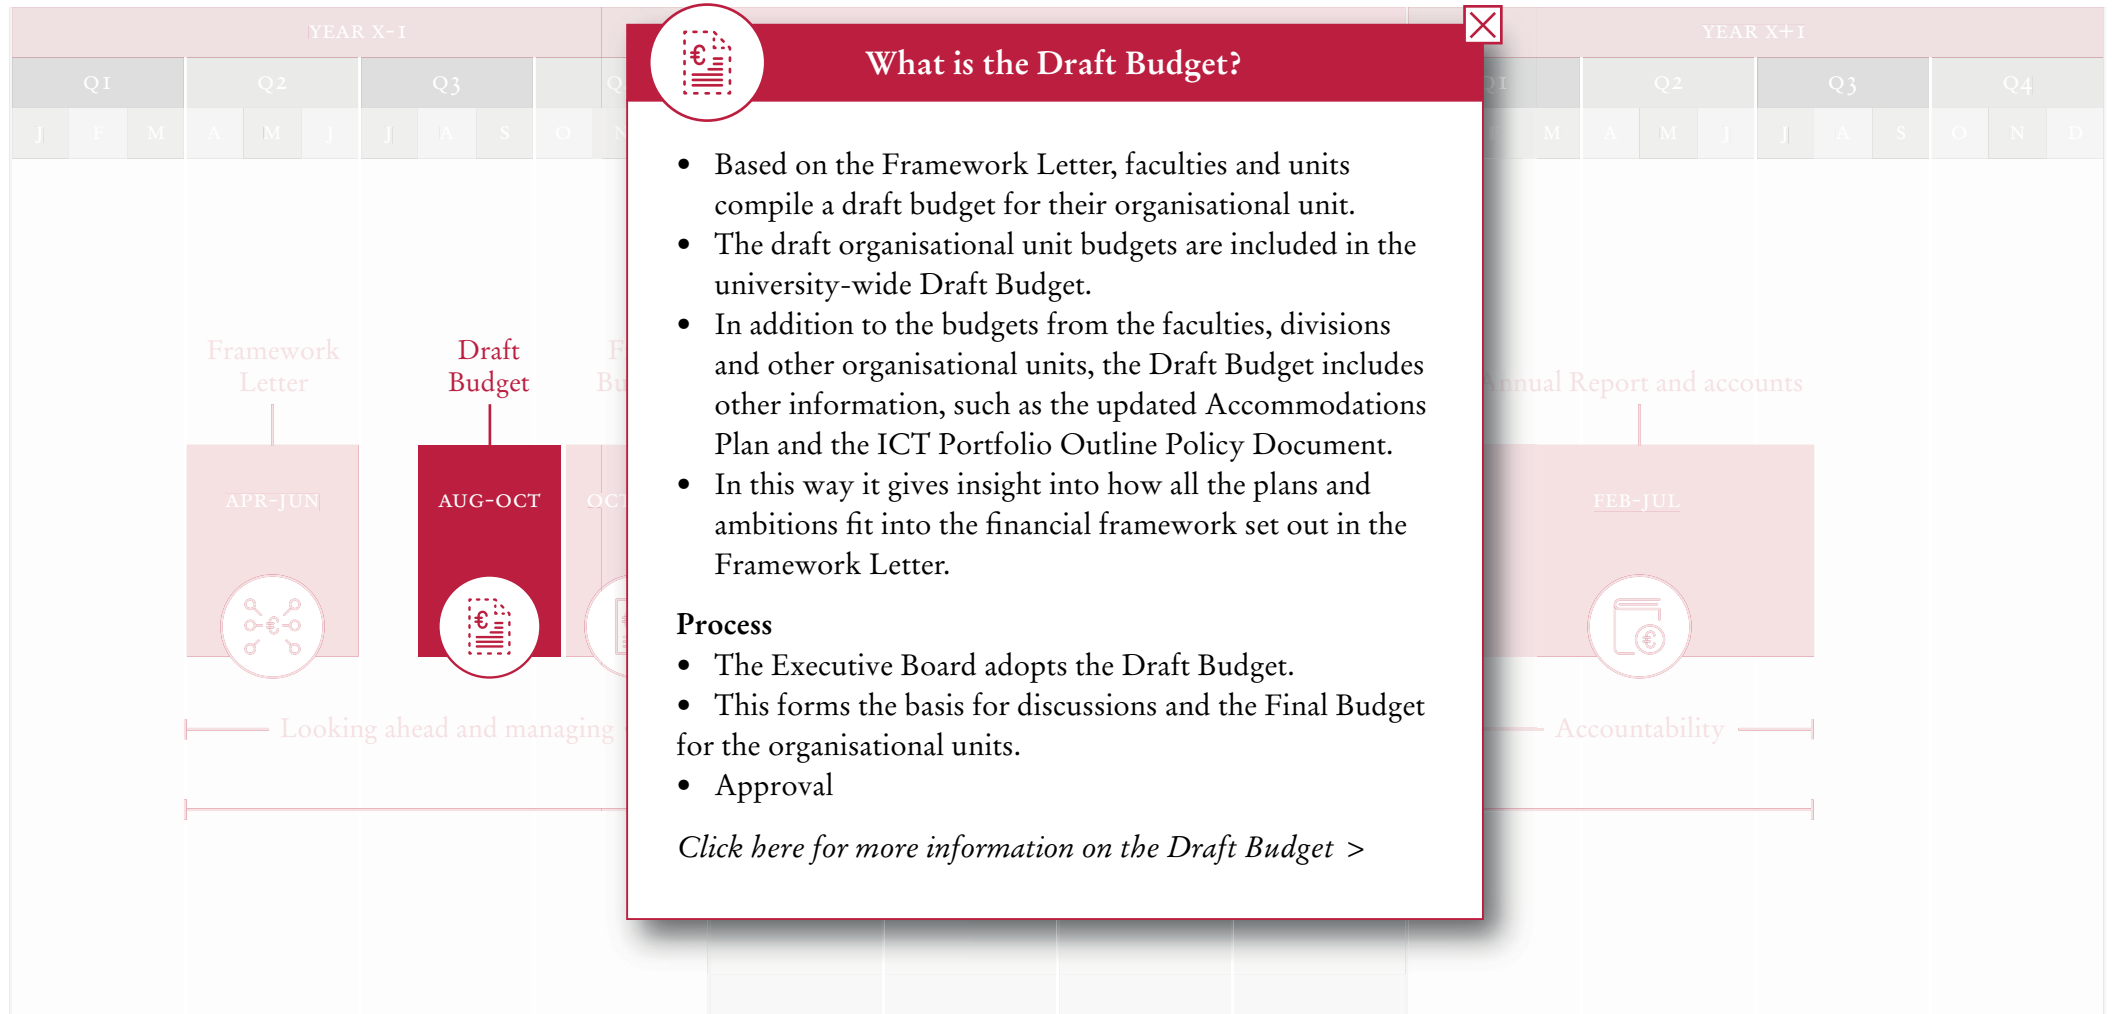 YEAR X-1
YEAR X+1
What is the Draft Budget?
Q1 Q2 Q3
Q1 Q2 Q3 Q4
J F M A M J J A S O N
M A M J J A S O N D
• Based on the Framework Letter, faculties and units
compile a draft budget for their organisational unit.
• The draft organisational unit budgets are included in the
university-wide Draft Budget.
• In addition to the budgets from the faculties, divisions
and other organisational units, the Draft Budget includes
other information, such as the updated Accommodations
Plan and the ICT Portfolio Outline Policy Document.
• In this way it gives insight into how all the plans and
ambitions fit into the financial framework set out in the
Framework Letter.
Process
• The Executive Board adopts the Draft Budget.
• This forms the basis for discussions and the Final Budget
for the organisational units.
• Approval
Click here for more information on the Draft Budget >
Framework
Letter
Draft
Budget
Annual Report and accounts
APR-JUN
AUG-OCT
FEB-JUL
Looking ahead and managing
Accountability